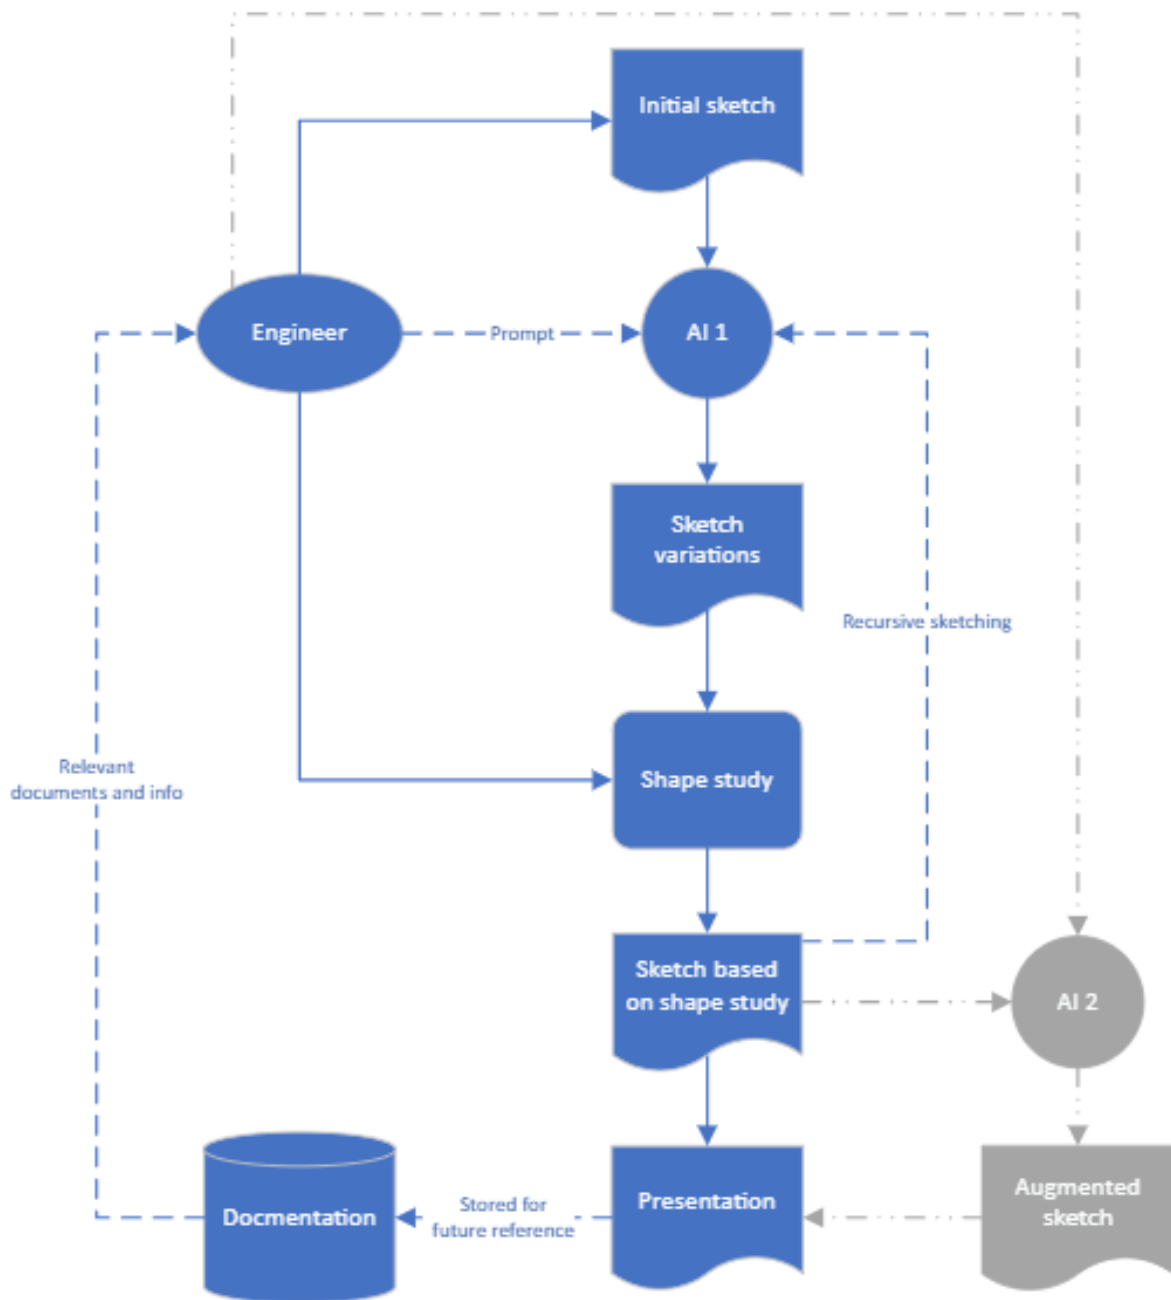 Initial sketch
Engineer
Prompt
AI 1
Sketch
variations
Recursive sketching
Relevant
documents and info
Shape study
Sketch based
on shape study
AI 2
Docmentation
Stored for
future reference
Presentation
Augmented
sketch